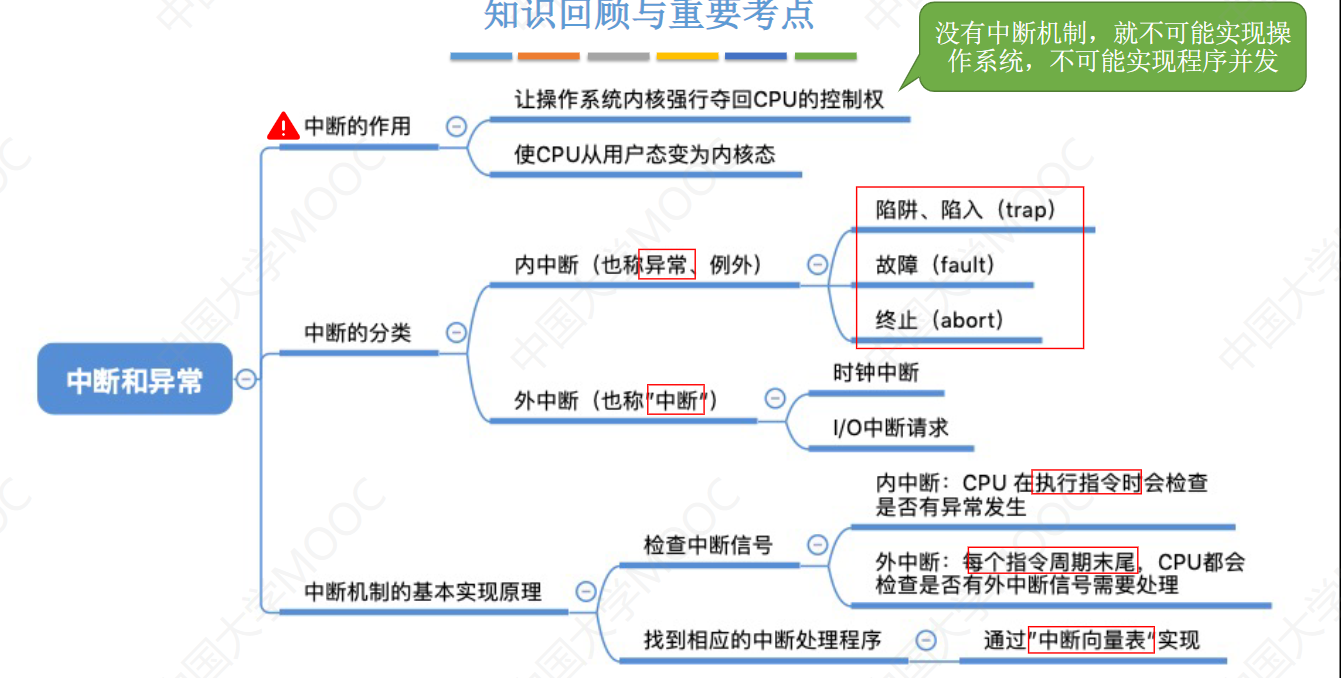 知识回顾与重要考点
没有中断机制，就不可能实现操
作系统，不可能实现程序并发
中断和异常
中断的作用
让操作系统内核强行夺回CPU的控制权
使CPU从用户态变为内核态
中断的分类
内中断（也称异常、例外）
陷阱、陷入（trap）
故障（fault）
终止（abort）
外中断（也称"中断"）
时钟中断
I/O中断请求
中断机制的基本实现原理
检查中断信号
内中断：CPU 在执行指令时会检查
是否有异常发生
外中断：每个指令周期末尾，CPU都会
检查是否有外中断信号需要处理
找到相应的中断处理程序
通过"中断向量表"实现
中国大学MOOC